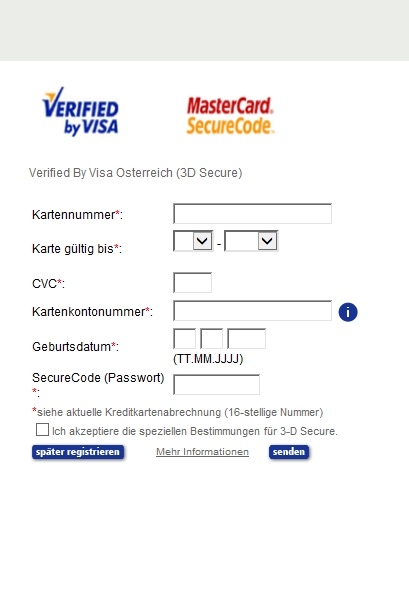 VERIFIED
by VISA
MasterCard
SecureCode.
Verified By Visa Osterreich (3D Secure)
Kartennummer*:
Karte gültig bis*:
-
CVC*:
Kartenkontonummer*:
i
Geburtsdatum*:
(TT.MM.JJJJ)
SecureCode (Passwort)
*:
*siehe aktuelle Kreditkartenabrechnung (16-stellige Nummer)
Ich akzeptiere die speziellen Bestimmungen für 3-D Secure.
später registrieren Mehr Informationen senden